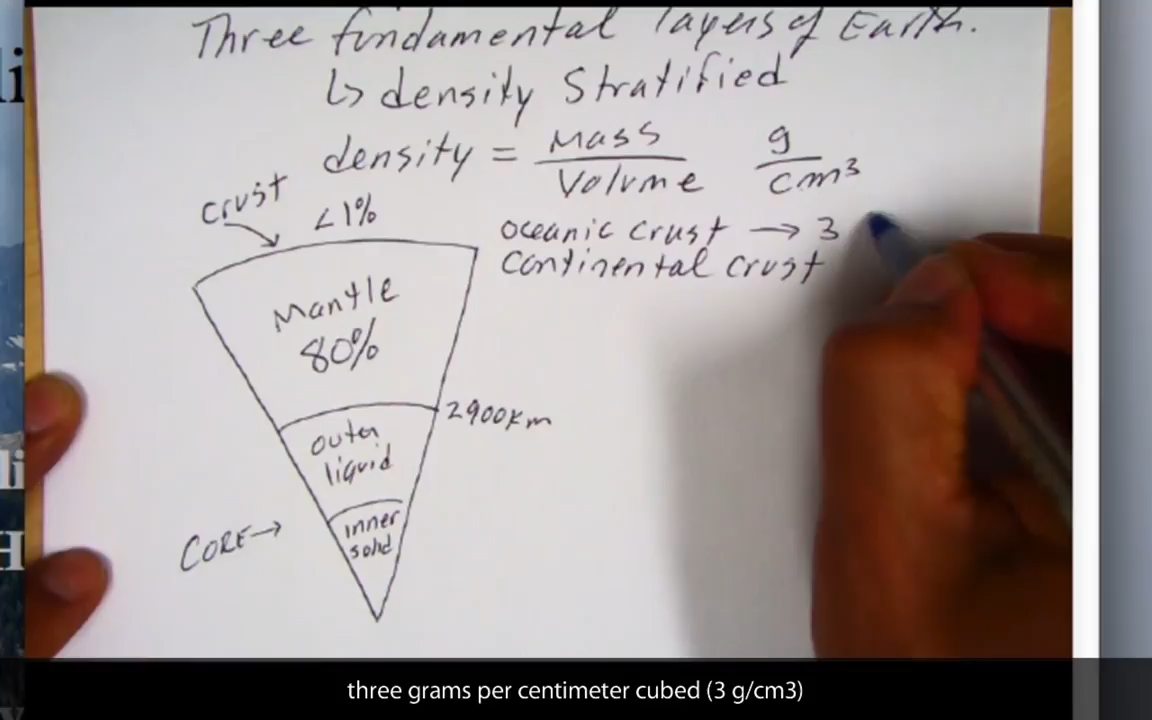 Three fundamental layers of Earth.
↳ density Stratified
density = Mass / Volume g / cm³
crust
<1%
oceanic crust → 3
continental crust
Mantle
80%
2900km
outer
liquid
CORE →
inner
solid
three grams per centimeter cubed (3 g/cm3)